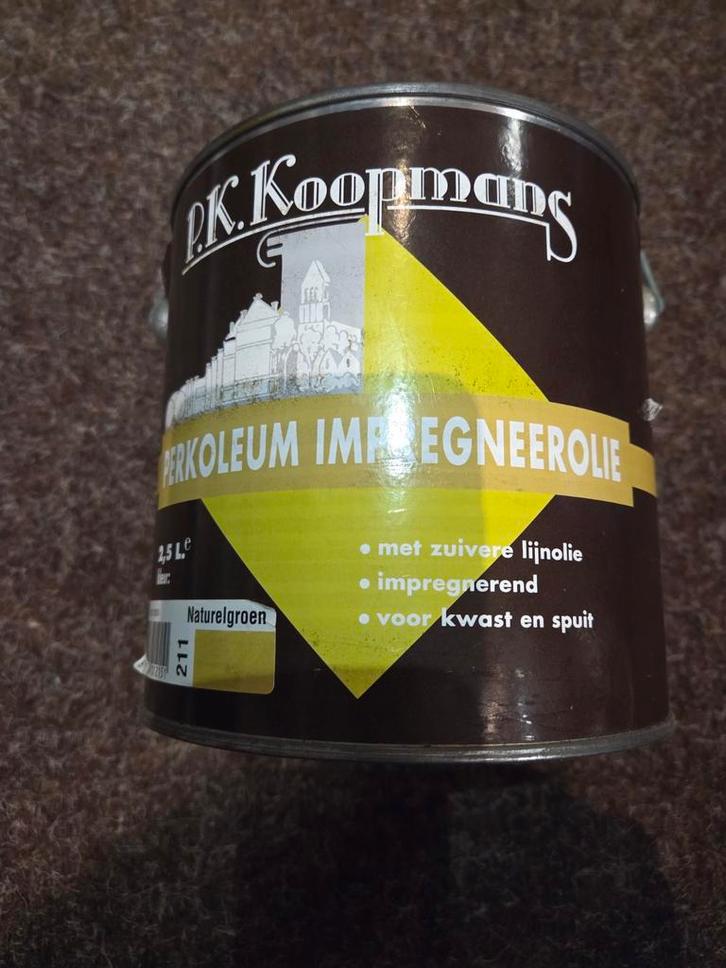 P.K. Koopmans
PERKOLEUM IMPREGNEEROLIE
2,5 L.e
• met zuivere lijnolie
• impregnerend
• voor kwast en spuit
Naturelgroen
211